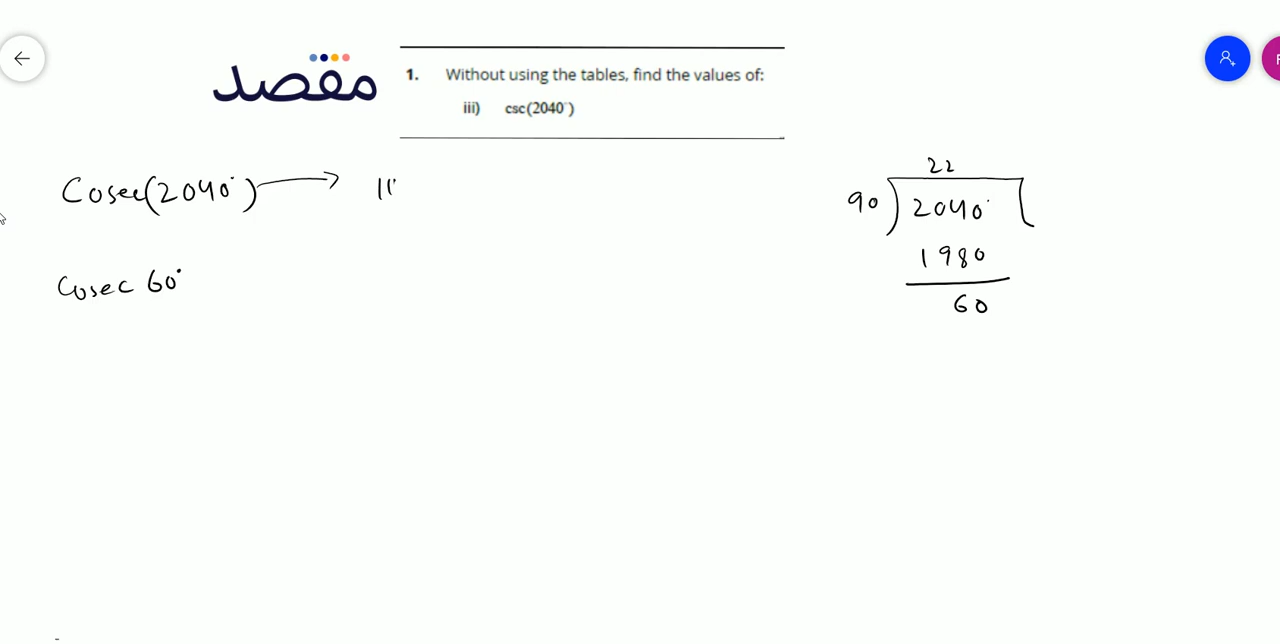 مقصد
1. Without using the tables, find the values of:
iii) csc(2040°)
Cosec(2040°)
Cosec 60°
22
90 2040°
1980
60